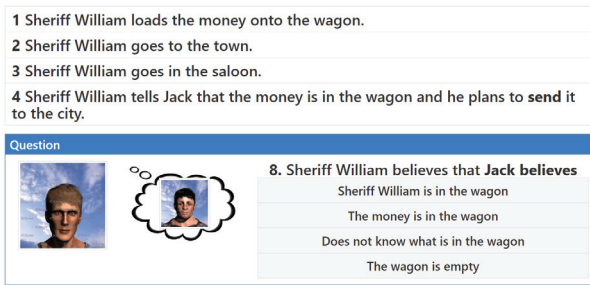 1 Sheriff William loads the money onto the wagon.
2 Sheriff William goes to the town.
3 Sheriff William goes in the saloon.
4 Sheriff William tells Jack that the money is in the wagon and he plans to send it
to the city.
Question
8. Sheriff William believes that Jack believes
Sheriff William is in the wagon
The money is in the wagon
Does not know what is in the wagon
The wagon is empty